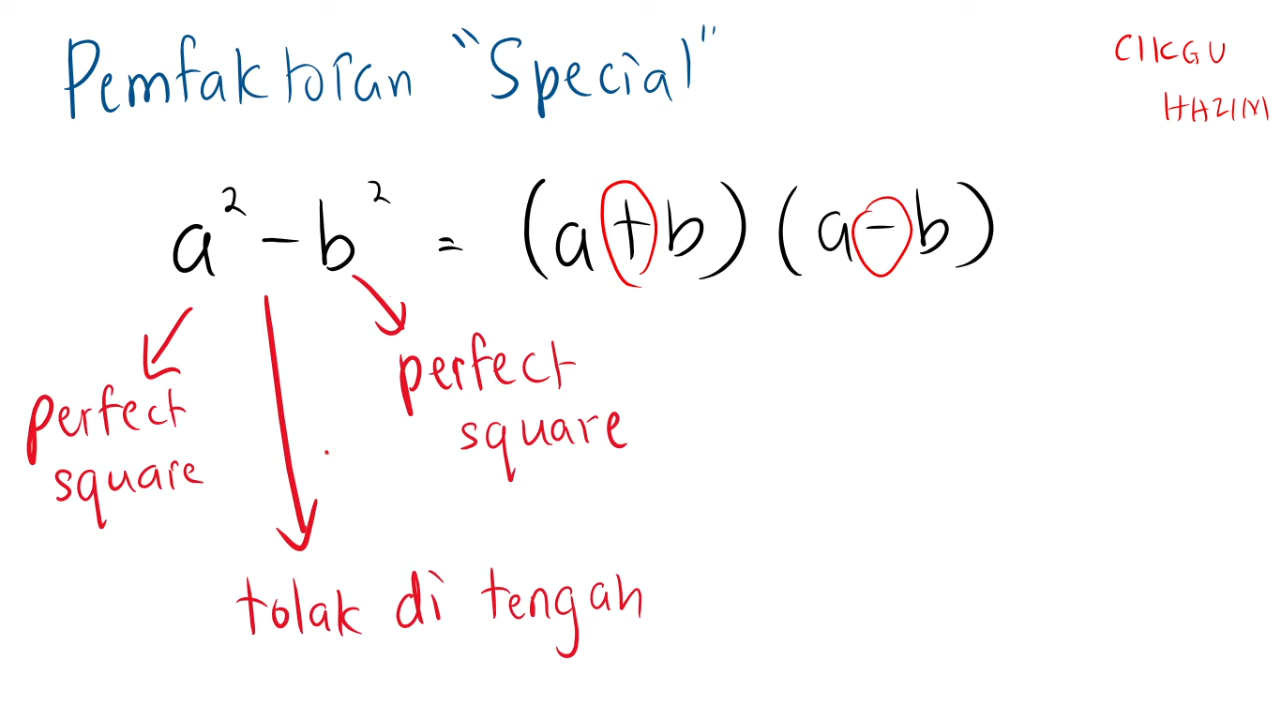 Pemfaktoran "Special"
CIKGU
HAZIM
a² - b² = (a + b) (a - b)
perfect
square
perfect
square
tolak di tengah